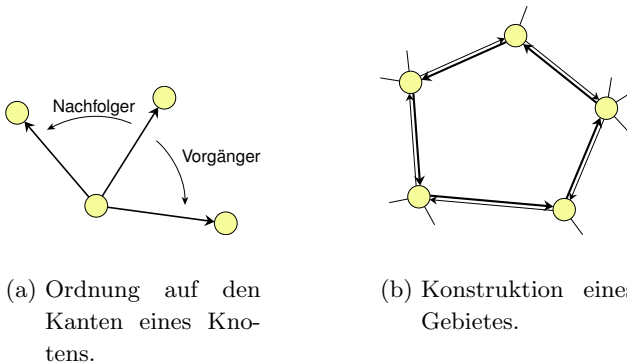 Nachfolger
Vorgänger
(a) Ordnung auf den
Kanten eines Kno-
tens.
(b) Konstruktion eines
Gebietes.